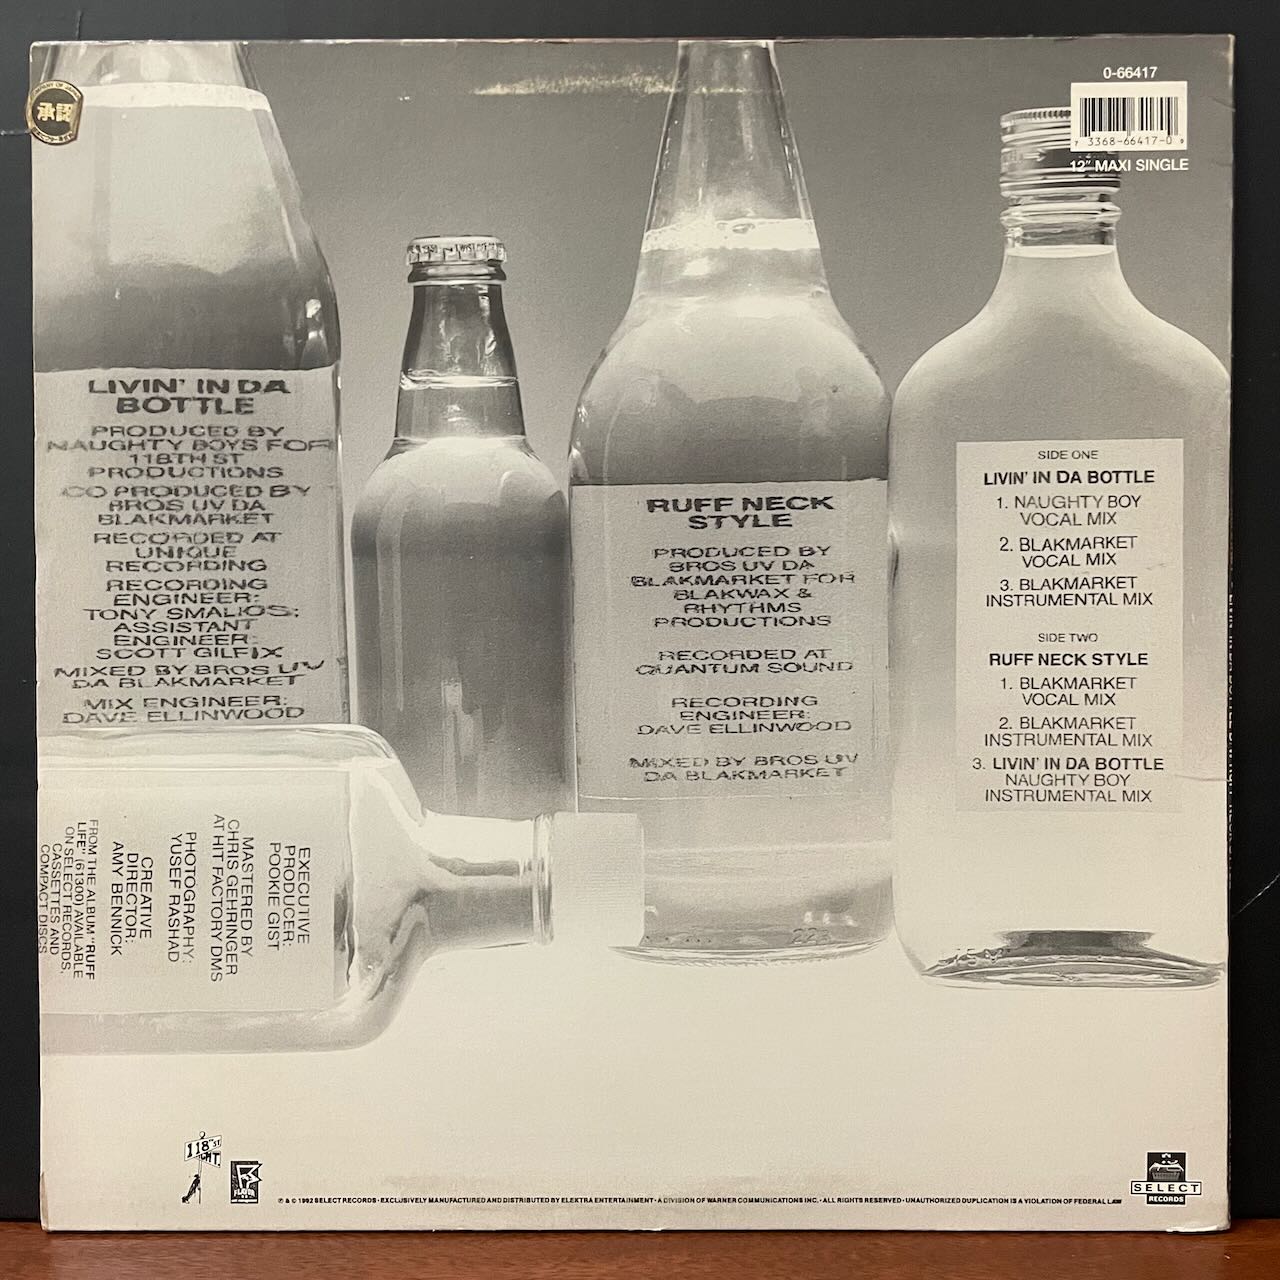 承認
0-66417
7 3368-66417-0 9
12" MAXI SINGLE
LIVIN' IN DA
BOTTLE
PRODUCED BY
NAUGHTY BOYS FOR
118TH ST
PRODUCTIONS
CO PRODUCED BY
BROS UV DA
BLAKMARKET
RECORDED AT
UNIQUE
RECORDING
RECORDING
ENGINEER:
TONY SMALIOS;
ASSISTANT
ENGINEER:
SCOTT GILFIX
MIXED BY BROS UV
DA BLAKMARKET
MIX ENGINEER:
DAVE ELLINWOOD
RUFF NECK
STYLE
PRODUCED BY
BROS UV DA
BLAKMARKET FOR
BLAKWAX &
RHYTHMS
PRODUCTIONS
RECORDED AT
QUANTUM SOUND
RECORDING
ENGINEER:
DAVE ELLINWOOD
MIXED BY BROS UV
DA BLAKMARKET
SIDE ONE
LIVIN' IN DA BOTTLE
1. NAUGHTY BOY
VOCAL MIX
2. BLAKMARKET
VOCAL MIX
3. BLAKMARKET
INSTRUMENTAL MIX
SIDE TWO
RUFF NECK STYLE
1. BLAKMARKET
VOCAL MIX
2. BLAKMARKET
INSTRUMENTAL MIX
3. LIVIN' IN DA BOTTLE
NAUGHTY BOY
INSTRUMENTAL MIX
EXECUTIVE
PRODUCER:
POOKIE GIST
MASTERED BY
CHRIS GEHRINGER
AT HIT FACTORY DMS
PHOTOGRAPHY:
YUSEF RASHAD
CREATIVE
DIRECTOR:
AMY BENNICK
FROM THE ALBUM "RUFF
LIFE" (61300) AVAILABLE
ON SELECT RECORDS,
CASSETTES AND
COMPACT DISCS
223
118TH ST
FLAVOR
SELECT
RECORDS
℗ & © 1992 SELECT RECORDS • EXCLUSIVELY MANUFACTURED AND DISTRIBUTED BY ELEKTRA ENTERTAINMENT • A DIVISION OF WARNER COMMUNICATIONS INC. • ALL RIGHTS RESERVED • UNAUTHORIZED DUPLICATION IS A VIOLATION OF FEDERAL LAW